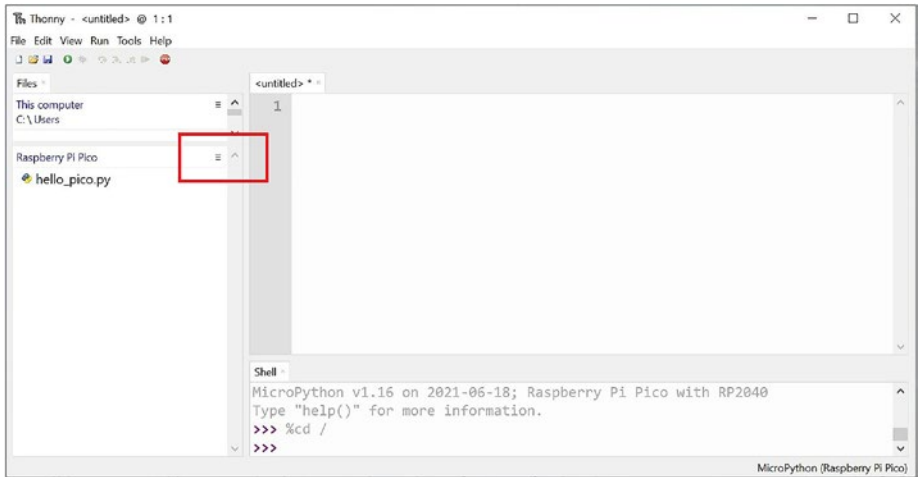 Thonny - <untitled> @ 1:1
File Edit View Run Tools Help
Files
This computer
C:\Users
Raspberry Pi Pico
hello_pico.py
<untitled> *
1
Shell
MicroPython v1.16 on 2021-06-18; Raspberry Pi Pico with RP2040
Type "help()" for more information.
>>> %cd /
>>>
MicroPython (Raspberry Pi Pico)